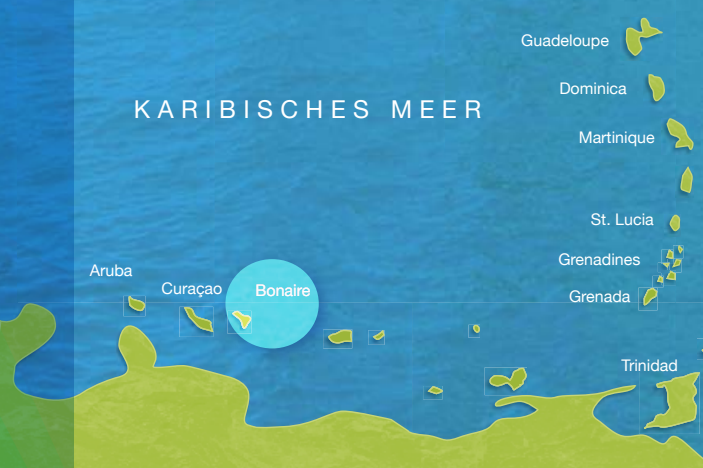 Guadeloupe
Dominica
KARIBISCHES MEER
Martinique
St. Lucia
Grenadines
Aruba
Curaçao
Bonaire
Grenada
Trinidad